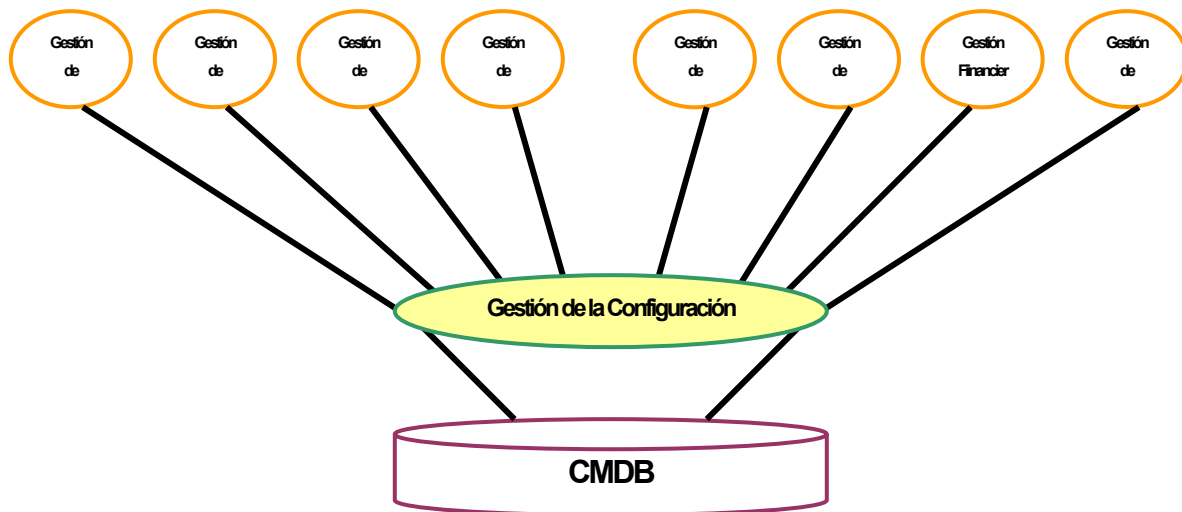 Gestión
de
Gestión
de
Gestión
de
Gestión
de
Gestión
de
Gestión
de
Gestión
Financier
Gestión
de
Gestión de la Configuración
CMDB